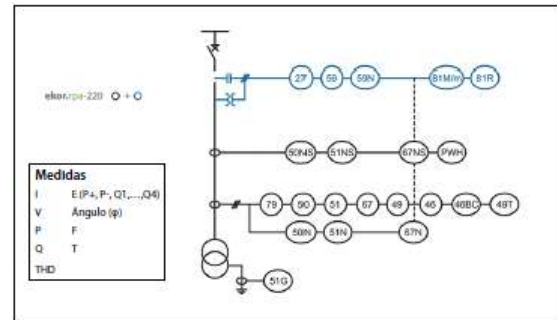 27 59 59N 81M/m 81R
ekor.rpa-220 +
50NS 51NS 67NS PWH
Medidas
I E (P+, P-, Q1,...,Q4)
V Ángulo (φ)
P F
Q T
THD
79 50 51 67 49 46 46BC 49T
50N 51N 67N
51G